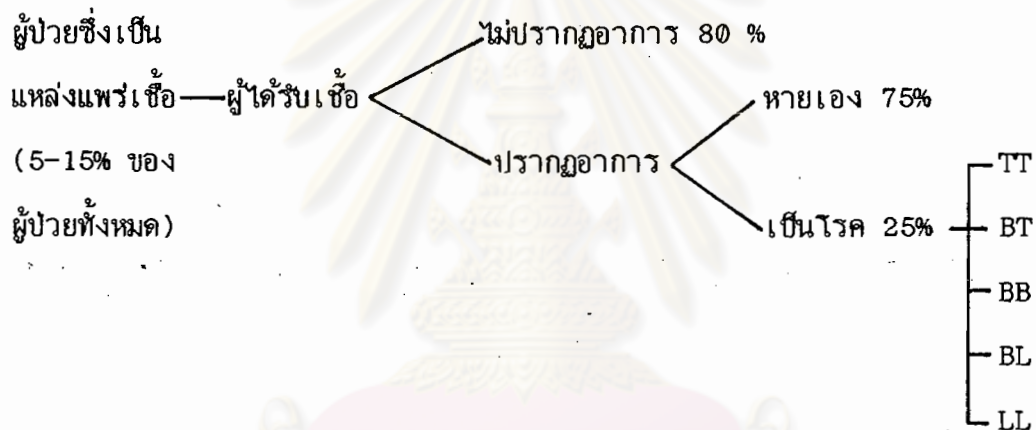 ผู้ป่วยซึ่งเป็น ไม่ปรากฏอาการ 80 %
แหล่งแพร่เชื้อ ผู้ได้รับเชื้อ หายเอง 75%
(5-15% ของ ปรากฏอาการ TT
ผู้ป่วยทั้งหมด) เป็นโรค 25% BT
BB
BL
LL